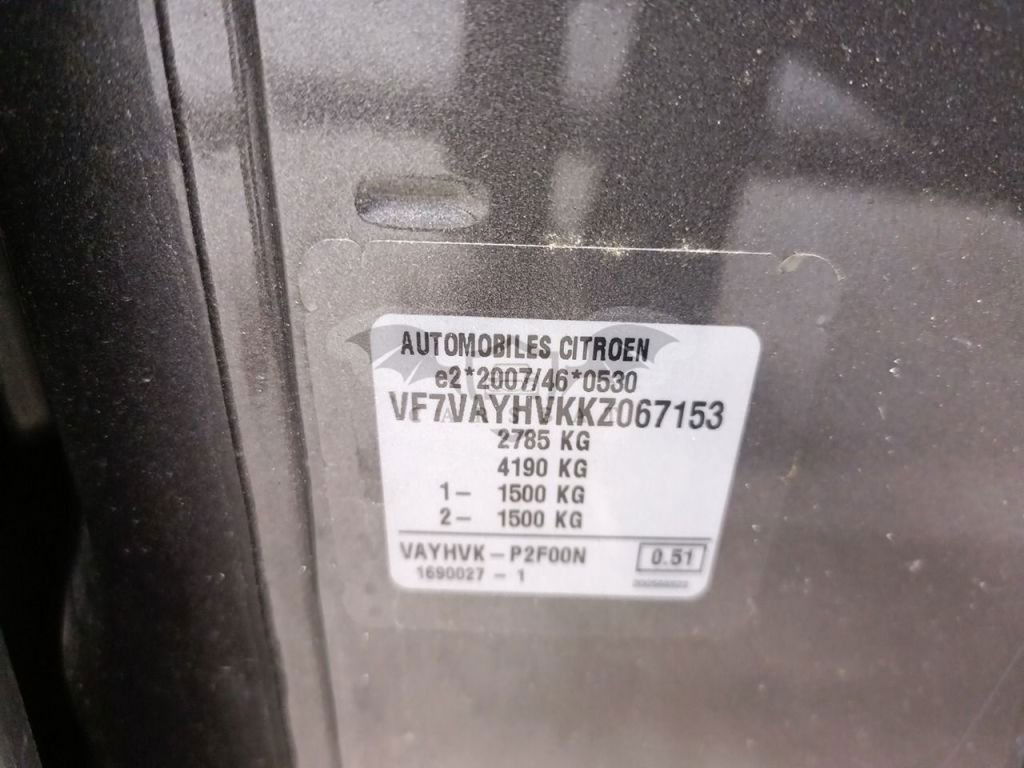 AUTOMOBILES CITROEN
e2*2007/46*0530
VF7VAYHVKKZ067153
2785 KG
4190 KG
1- 1500 KG
2- 1500 KG
VAYHVK-P2F00N 0.51
1690027 - 1